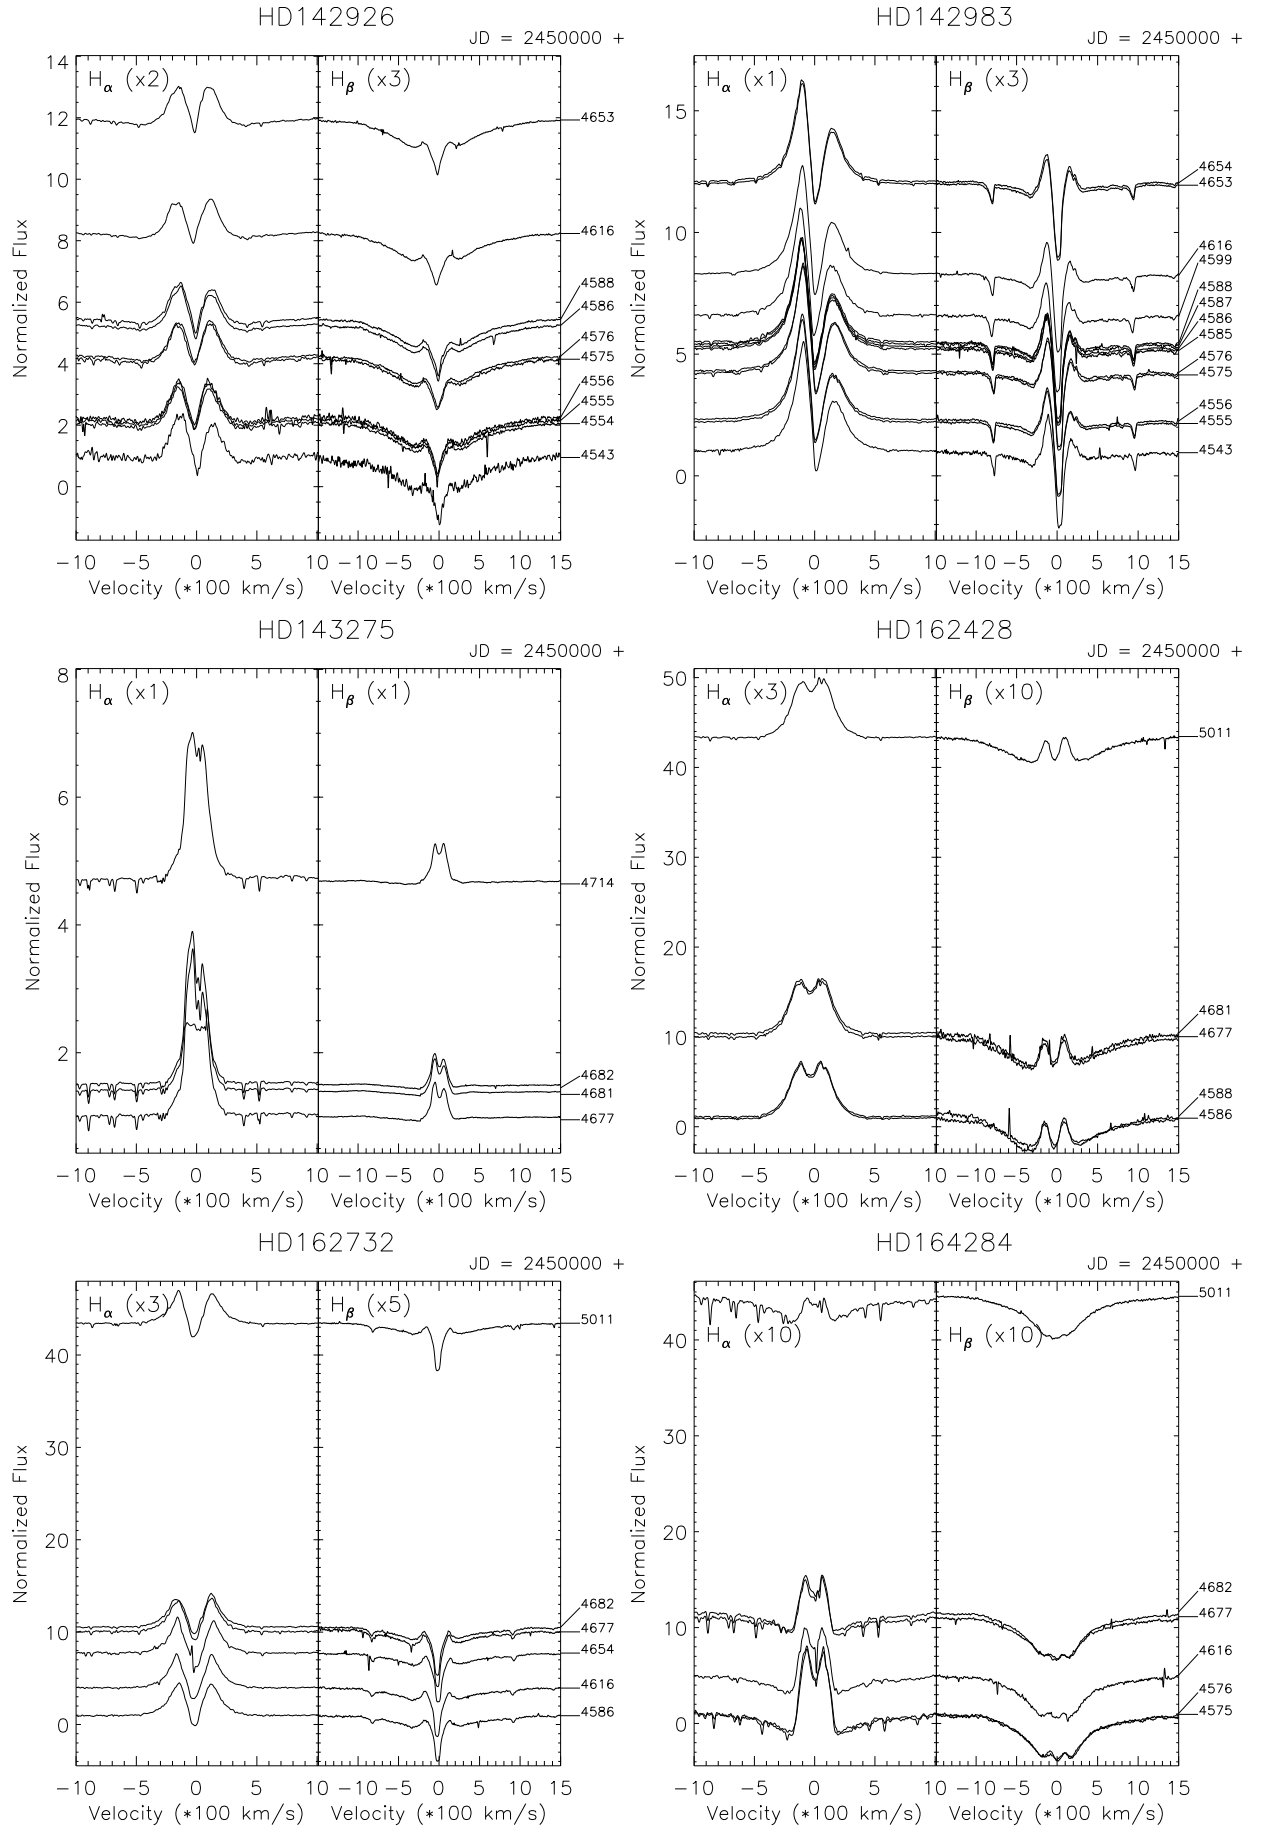 HD142926
JD = 2450000 +
Hα (x2)
Hβ (x3)
14
12
10
8
6
4
2
0
Normalized Flux
4653
4616
4588
4586
4576
4575
4556
4555
4554
4543
−10 −5 0 5 10 −10 −5 0 5 10 15
Velocity (*100 km/s)
(*100 km/s)
HD142983
JD = 2450000 +
Hα (x1)
Hβ (x3)
15
10
5
0
Normalized Flux
4654
4653
4616
4599
4588
4587
4586
4585
4576
4575
4556
4555
4543
−10 −5 0 5 10 −10 −5 0 5 10 15
Velocity (*100 km/s)
(*100 km/s)
HD143275
JD = 2450000 +
Hα (x1)
Hβ (x1)
8
6
4
2
Normalized Flux
4714
4682
4681
4677
−10 −5 0 5 10 −10 −5 0 5 10 15
Velocity (*100 km/s)
(*100 km/s)
HD162428
JD = 2450000 +
Hα (x3)
Hβ (x10)
50
40
30
20
10
0
Normalized Flux
5011
4681
4677
4588
4586
−10 −5 0 5 10 −10 −5 0 5 10 15
Velocity (*100 km/s)
(*100 km/s)
HD162732
JD = 2450000 +
Hα (x3)
Hβ (x5)
40
30
20
10
0
Normalized Flux
5011
4682
4677
4654
4616
4586
−10 −5 0 5 10 −10 −5 0 5 10 15
Velocity (*100 km/s)
(*100 km/s)
HD164284
JD = 2450000 +
Hα (x10)
Hβ (x10)
40
30
20
10
0
Normalized Flux
5011
4682
4677
4616
4576
4575
−10 −5 0 5 10 −10 −5 0 5 10 15
Velocity (*100 km/s)
(*100 km/s)